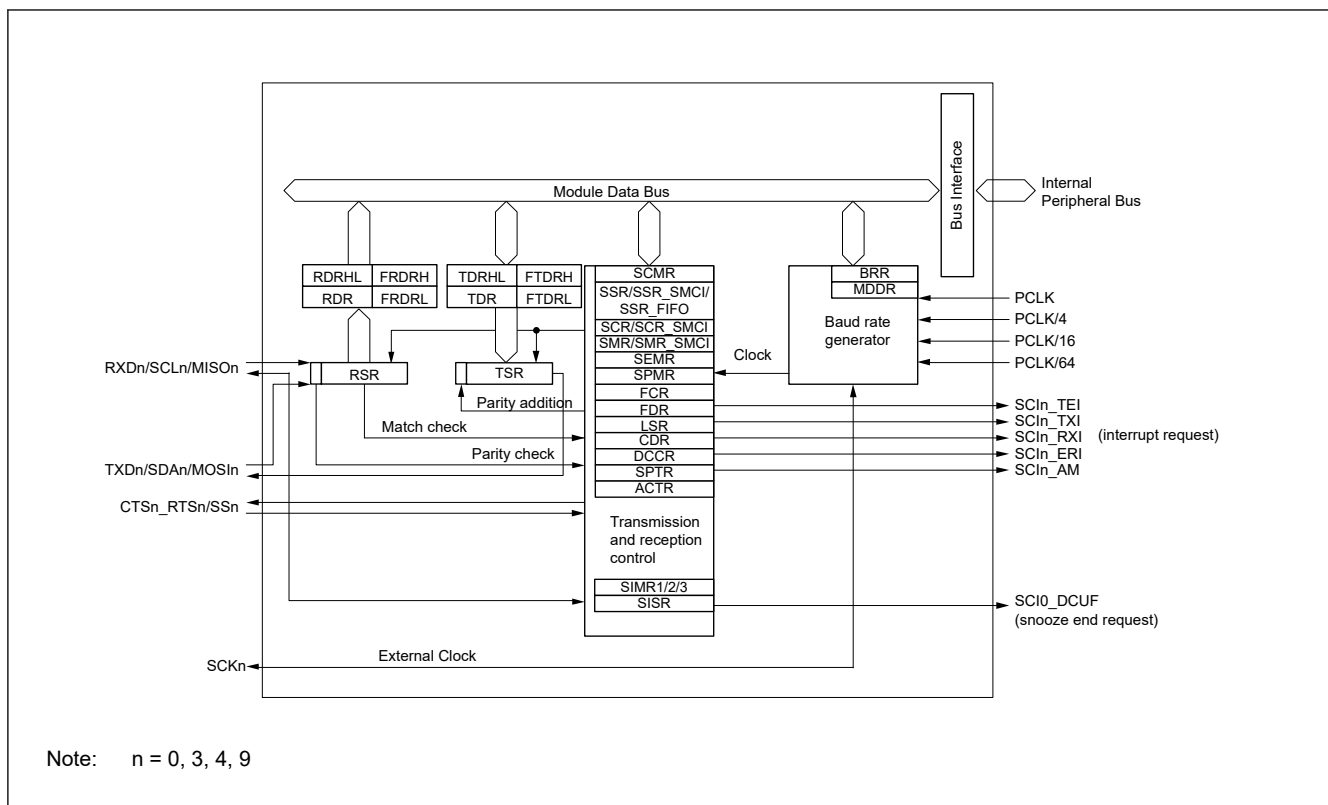 Bus Interface
Internal
Peripheral Bus
Module Data Bus
RDRHL FRDRH
RDR FRDRL
TDRHL FTDRH
TDR FTDRL
SCMR
SSR/SSR_SMCI/
SSR_FIFO
SCR/SCR_SMCI
SMR/SMR_SMCI
SEMR
SPMR
FCR
FDR
LSR
CDR
DCCR
SPTR
ACTR
Transmission
and reception
control
SIMR1/2/3
SISR
BRR
MDDR
Baud rate
generator
Clock
PCLK
PCLK/4
PCLK/16
PCLK/64
RXDn/SCLn/MISOn
RSR
TSR
Parity addition
Match check
Parity check
TXDn/SDAn/MOSIn
CTSn_RTSn/SSn
SCIn_TEI
SCIn_TXI
SCIn_RXI (interrupt request)
SCIn_ERI
SCIn_AM
SCI0_DCUF
(snooze end request)
SCKn
External Clock
Note: n = 0, 3, 4, 9